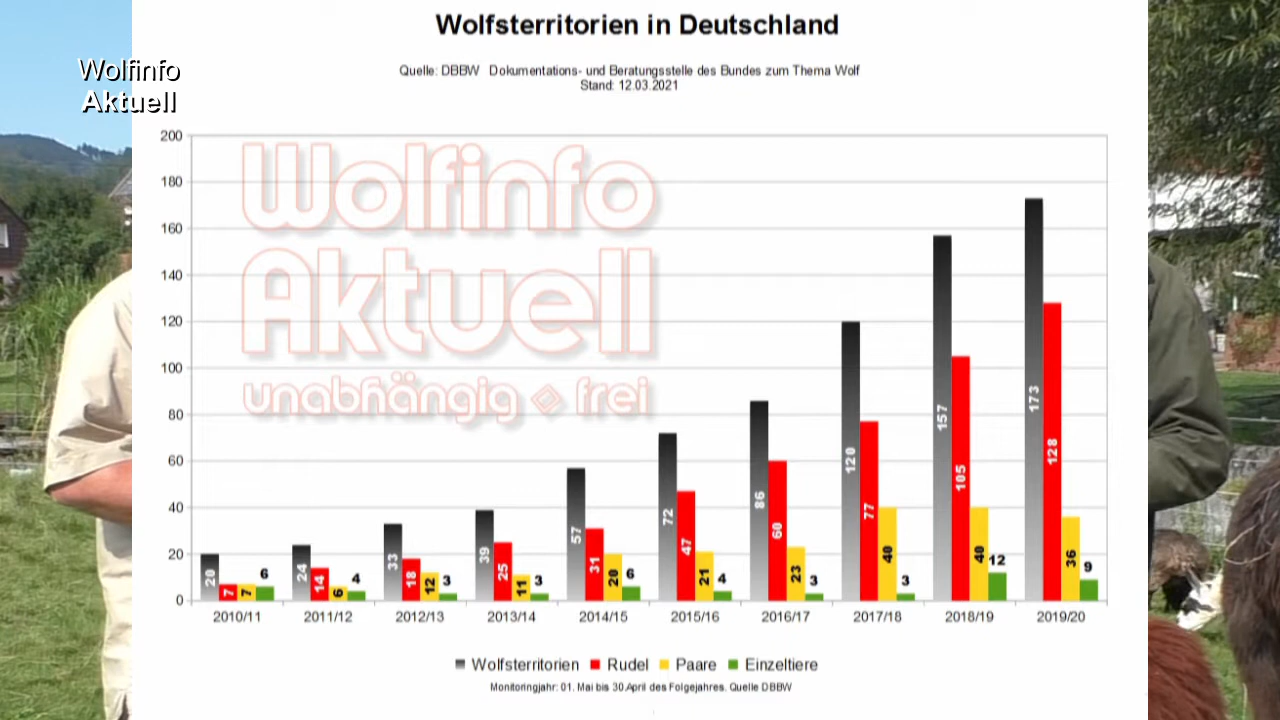 Wolfsterritorien in Deutschland
Quelle: DBBW Dokumentations- und Beratungsstelle des Bundes zum Thema Wolf
Stand: 12.03.2021
Wolfinfo
Aktuell
Wolfinfo
Aktuell
unabhängig frei
200
180
160
140
120
100
80
60
40
20
0
20 7 7 6
24 14 6 4
33 18 12 3
39 25 11 3
57 31 20 6
72 47 21 4
86 60 23 3
120 77 40 3
157 105 40 12
173 128 36 9
2010/11 2011/12 2012/13 2013/14 2014/15 2015/16 2016/17 2017/18 2018/19 2019/20
Wolfsterritorien Rudel Paare Einzeltiere
Monitoringjahr: 01. Mai bis 30.April des Folgejahres. Quelle DBBW